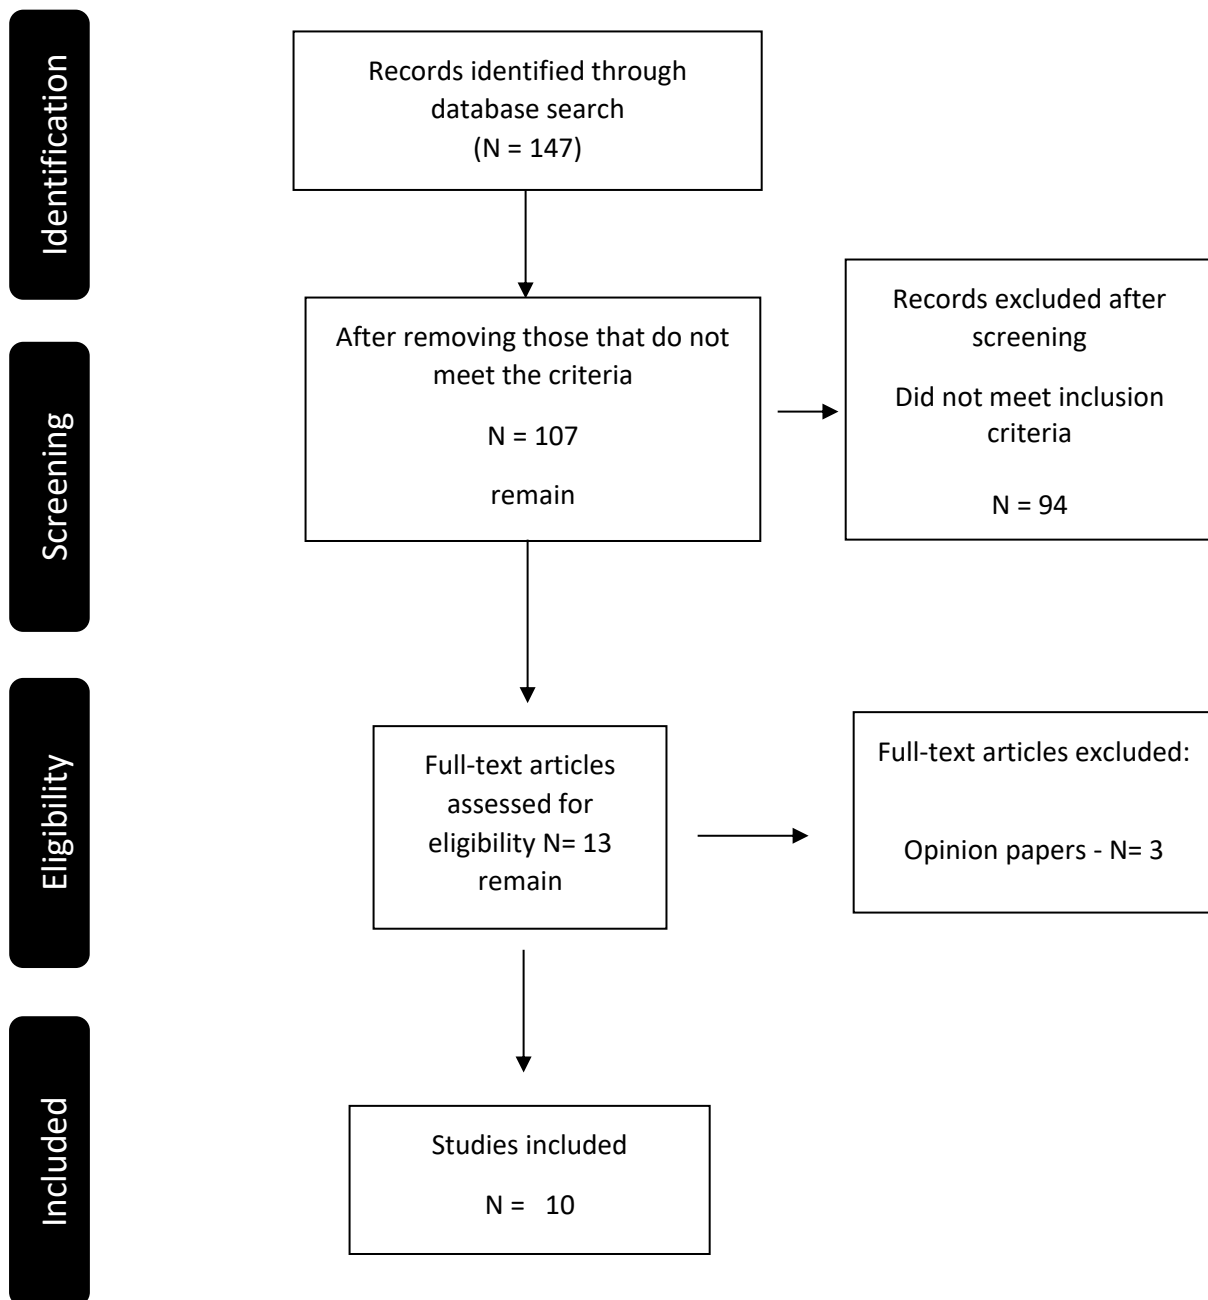 Identification
Records identified through
database search
(N = 147)
Screening
After removing those that do not
meet the criteria
N = 107
remain
Records excluded after
screening
Did not meet inclusion
criteria
N = 94
Eligibility
Full-text articles
assessed for
eligibility N= 13
remain
Full-text articles excluded:
Opinion papers - N= 3
Included
Studies included
N =   10